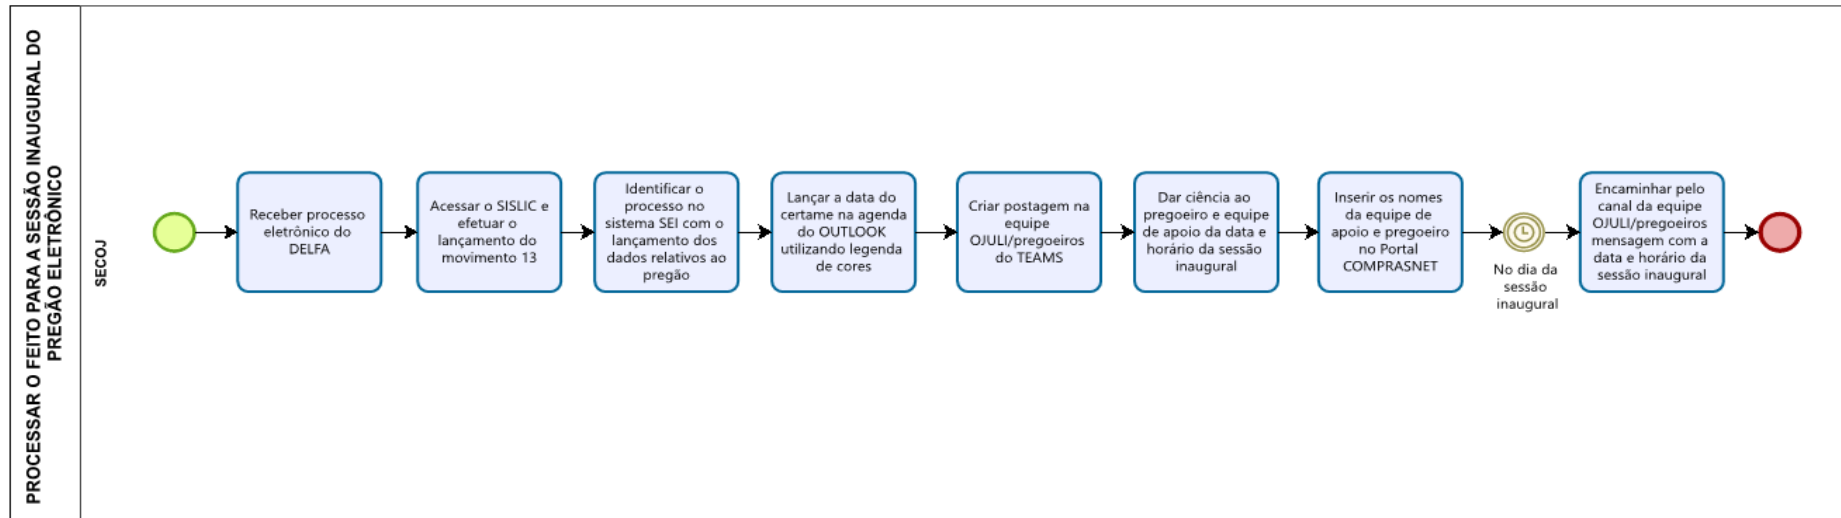 PROCESSAR O FEITO PARA A SESSÃO INAUGURAL DO
PREGÃO ELETRÔNICO
SECOJ
Receber processo
eletrônico do
DELFA
Acessar o SISLIC e
efetuar o
lançamento do
movimento 13
Identificar o
processo no
sistema SEI com o
lançamento dos
dados relativos ao
pregão
Lançar a data do
certame na agenda
do OUTLOOK
utilizando legenda
de cores
Criar postagem na
equipe
OJULI/pregoeiros
do TEAMS
Dar ciência ao
pregoeiro e equipe
de apoio da data e
horário da sessão
inaugural
Inserir os nomes
da equipe de
apoio e pregoeiro
no Portal
COMPRASNET
No dia da
sessão
inaugural
Encaminhar pelo
canal da equipe
OJULI/pregoeiros
mensagem com a
data e horário da
sessão inaugural